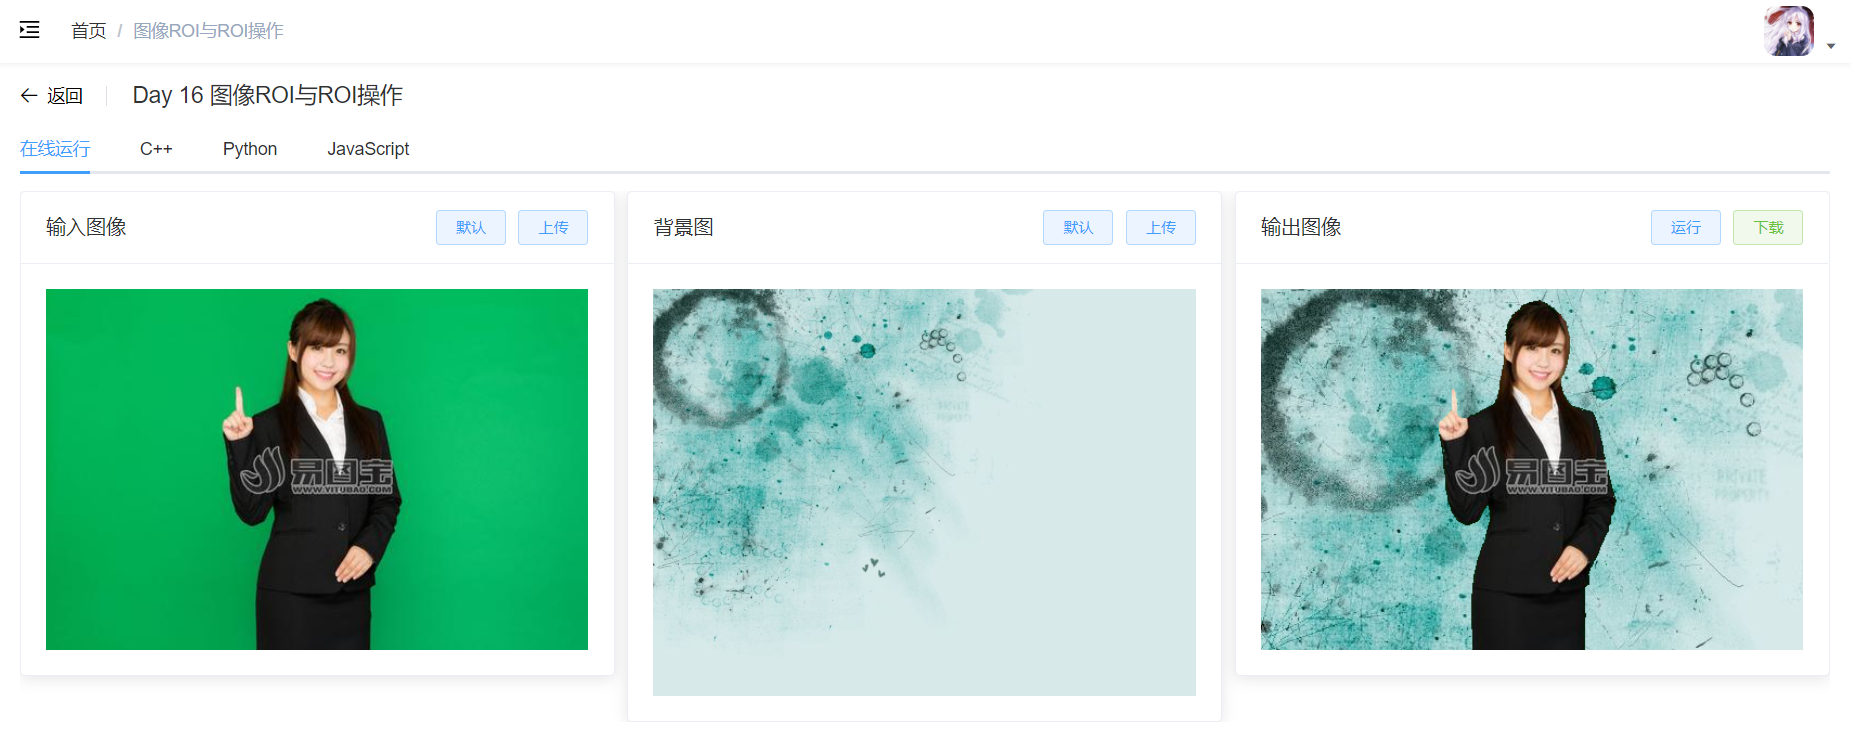 首页 / 图像ROI与ROI操作
返回 Day 16 图像ROI与ROI操作
在线运行 C++ Python JavaScript
输入图像 默认 上传
背景图 默认 上传
输出图像 运行 下载
易图宝
WWW.YITUBAO.COM
PRIVATE
PROPERTY
易图宝
WWW.YITUBAO.COM
PRIVATE
PROPERTY